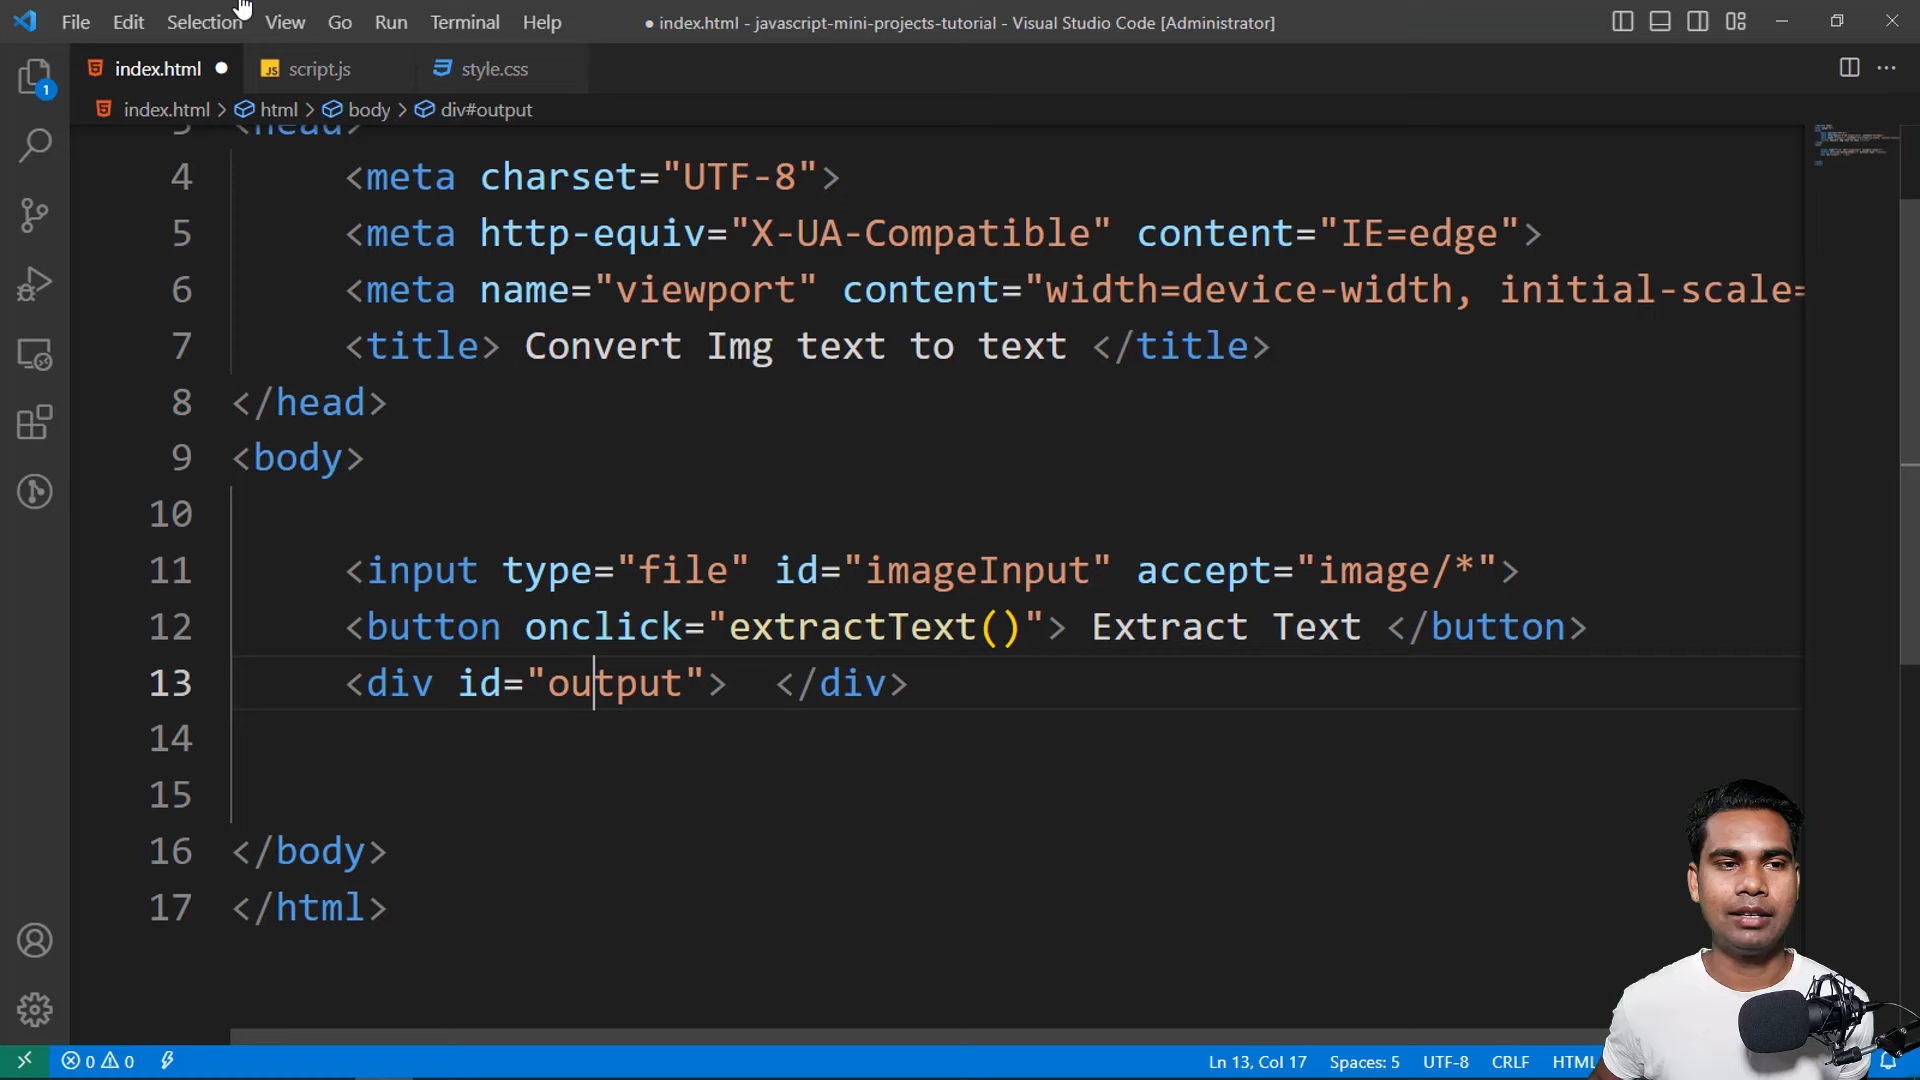 File Edit Selection View Go Run Terminal Help ● index.html - javascript-mini-projects-tutorial - Visual Studio Code [Administrator]
index.html ● JS script.js style.css
1
index.html > html > body > div#output
3 <head>
4 <meta charset="UTF-8">
5 <meta http-equiv="X-UA-Compatible" content="IE=edge">
6 <meta name="viewport" content="width=device-width, initial-scale=
7 <title> Convert Img text to text </title>
8 </head>
9 <body>
10
11 <input type="file" id="imageInput" accept="image/*">
12 <button onclick="extractText()"> Extract Text </button>
13 <div id="output">  </div>
14
15
16 </body>
17 </html>
0 0 Ln 13, Col 17 Spaces: 5 UTF-8 CRLF HTML